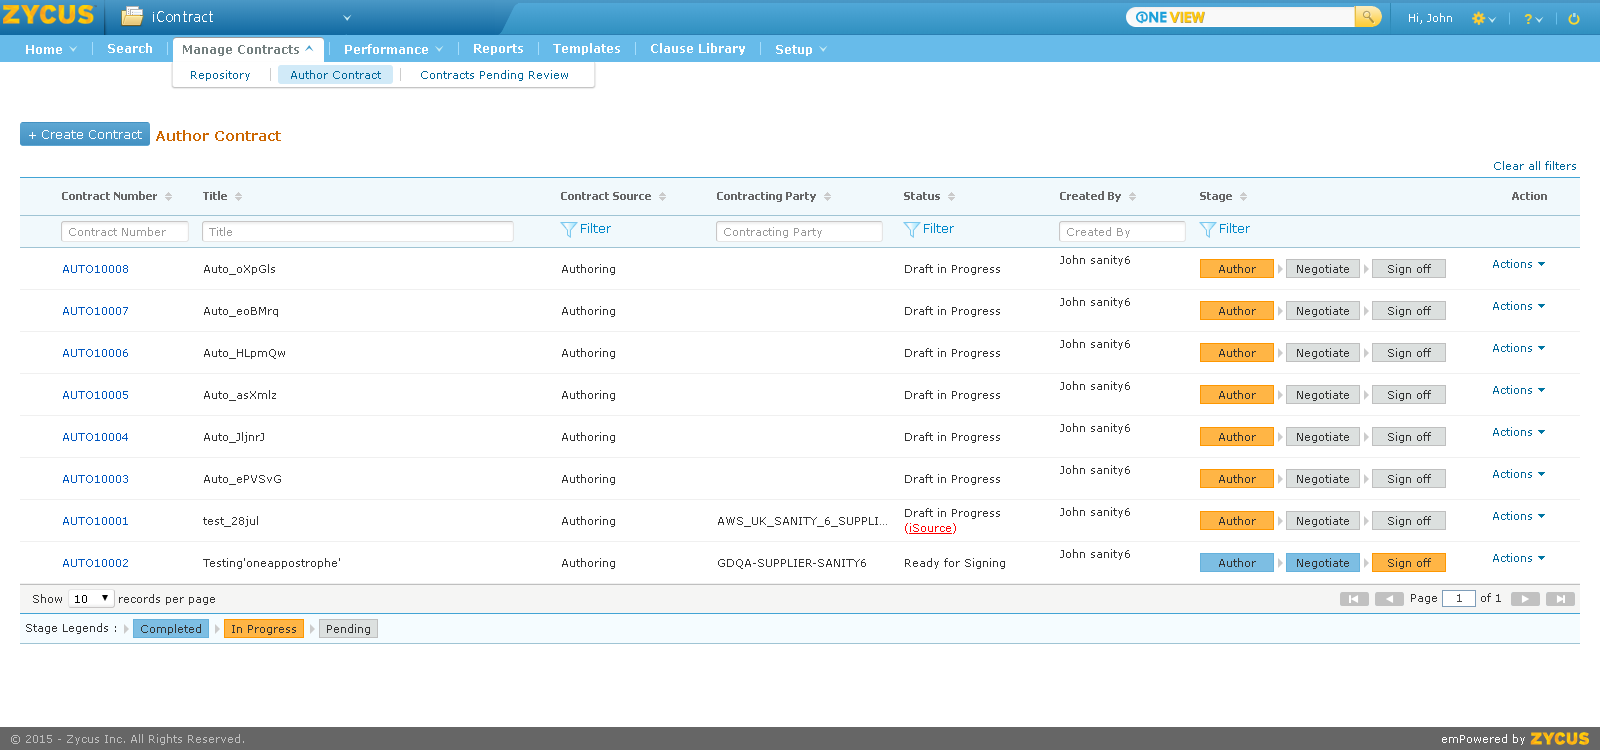 ZYCUS iContract ONE VIEW Hi, John ?
Home Search Manage Contracts Performance Reports Templates Clause Library Setup
Repository Author Contract Contracts Pending Review
+ Create Contract Author Contract
Clear all filters
Contract Number Title Contract Source Contracting Party Status Created By Stage Action
Contract Number Title Filter Contracting Party Filter Created By Filter
AUTO10008 Auto_oXpGls Authoring Draft in Progress John sanity6 Author Negotiate Sign off Actions
AUTO10007 Auto_eoBMrq Authoring Draft in Progress John sanity6 Author Negotiate Sign off Actions
AUTO10006 Auto_HLpmQw Authoring Draft in Progress John sanity6 Author Negotiate Sign off Actions
AUTO10005 Auto_asXmlz Authoring Draft in Progress John sanity6 Author Negotiate Sign off Actions
AUTO10004 Auto_JljnrJ Authoring Draft in Progress John sanity6 Author Negotiate Sign off Actions
AUTO10003 Auto_ePVSvG Authoring Draft in Progress John sanity6 Author Negotiate Sign off Actions
AUTO10001 test_28jul Authoring AWS_UK_SANITY_6_SUPPLI... Draft in Progress John sanity6 Author Negotiate Sign off Actions
(iSource)
AUTO10002 Testing'oneappostrophe' Authoring GDQA-SUPPLIER-SANITY6 Ready for Signing John sanity6 Author Negotiate Sign off Actions
Show 10 records per page Page 1 of 1
Stage Legends : Completed In Progress Pending
© 2015 - Zycus Inc. All Rights Reserved. emPowered by ZYCUS